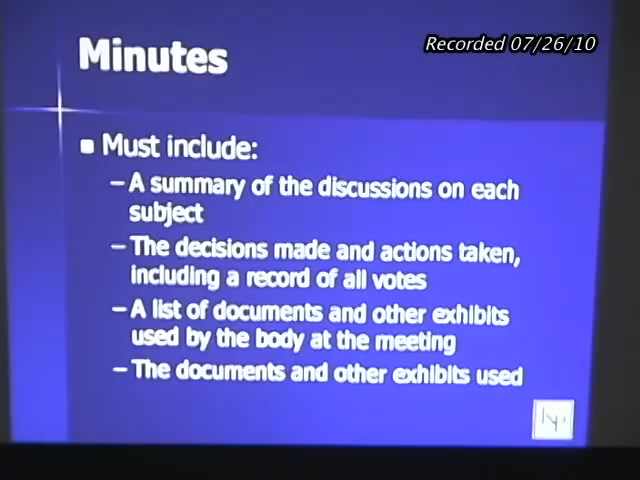 Minutes
Recorded 07/26/10
Must include:
– A summary of the discussions on each
subject
– The decisions made and actions taken,
including a record of all votes
– A list of documents and other exhibits
used by the body at the meeting
– The documents and other exhibits used